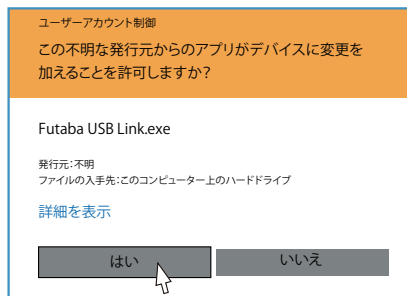 ユーザーアカウント制御
この不明な発行元からのアプリがデバイスに変更を
加えることを許可しますか？
Futaba USB Link.exe
発行元：不明
ファイルの入手先：このコンピューター上のハードドライブ
詳細を表示
はい
いいえ